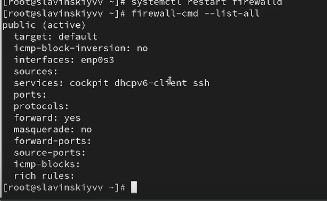 [root@slavinskiyvv ~]# systemctl restart firewalld
[root@slavinskiyvv ~]# firewall-cmd --list-all
public (active)
  target: default
  icmp-block-inversion: no
  interfaces: enp0s3
  sources:
  services: cockpit dhcpv6-client ssh
  ports:
  protocols:
  forward: yes
  masquerade: no
  forward-ports:
  source-ports:
  icmp-blocks:
  rich rules:
[root@slavinskiyvv ~]#